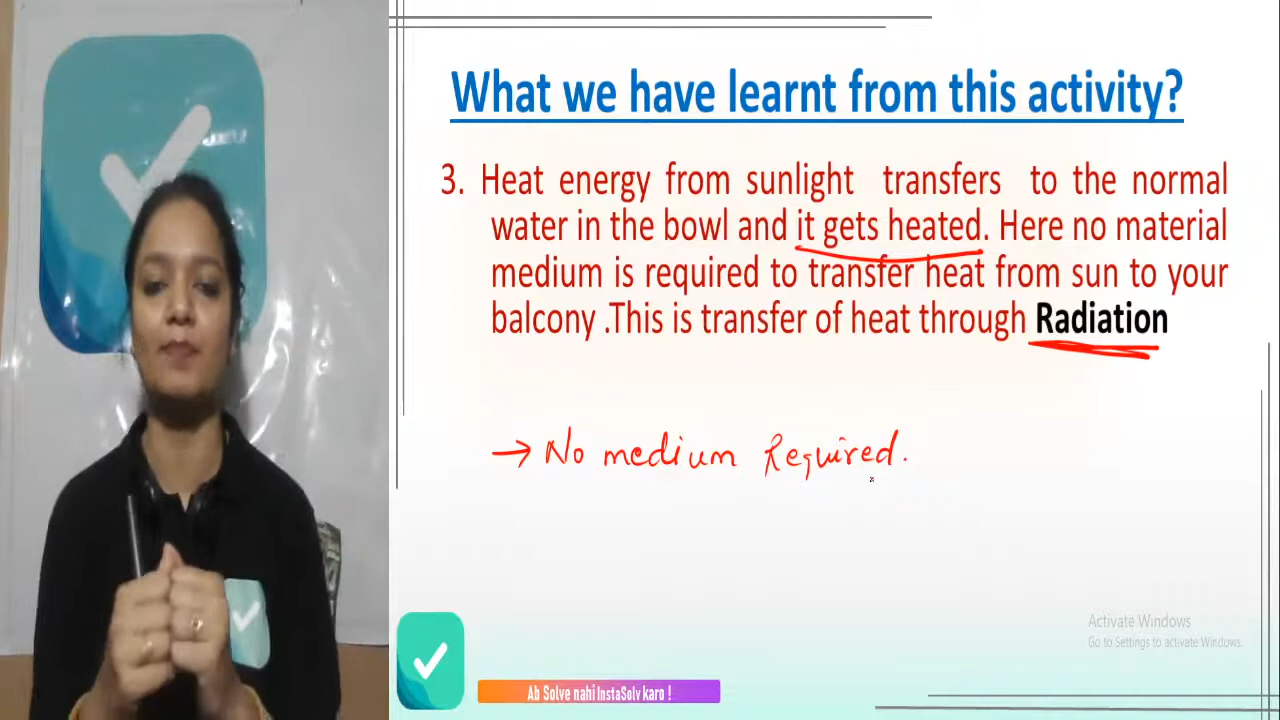 What we have learnt from this activity?
3. Heat energy from sunlight transfers to the normal
water in the bowl and it gets heated. Here no material
medium is required to transfer heat from sun to your
balcony .This is transfer of heat through Radiation
→ No medium Required.
Activate Windows
Go to Settings to activate Windows.
Ab Solve nahi InstaSolv karo !